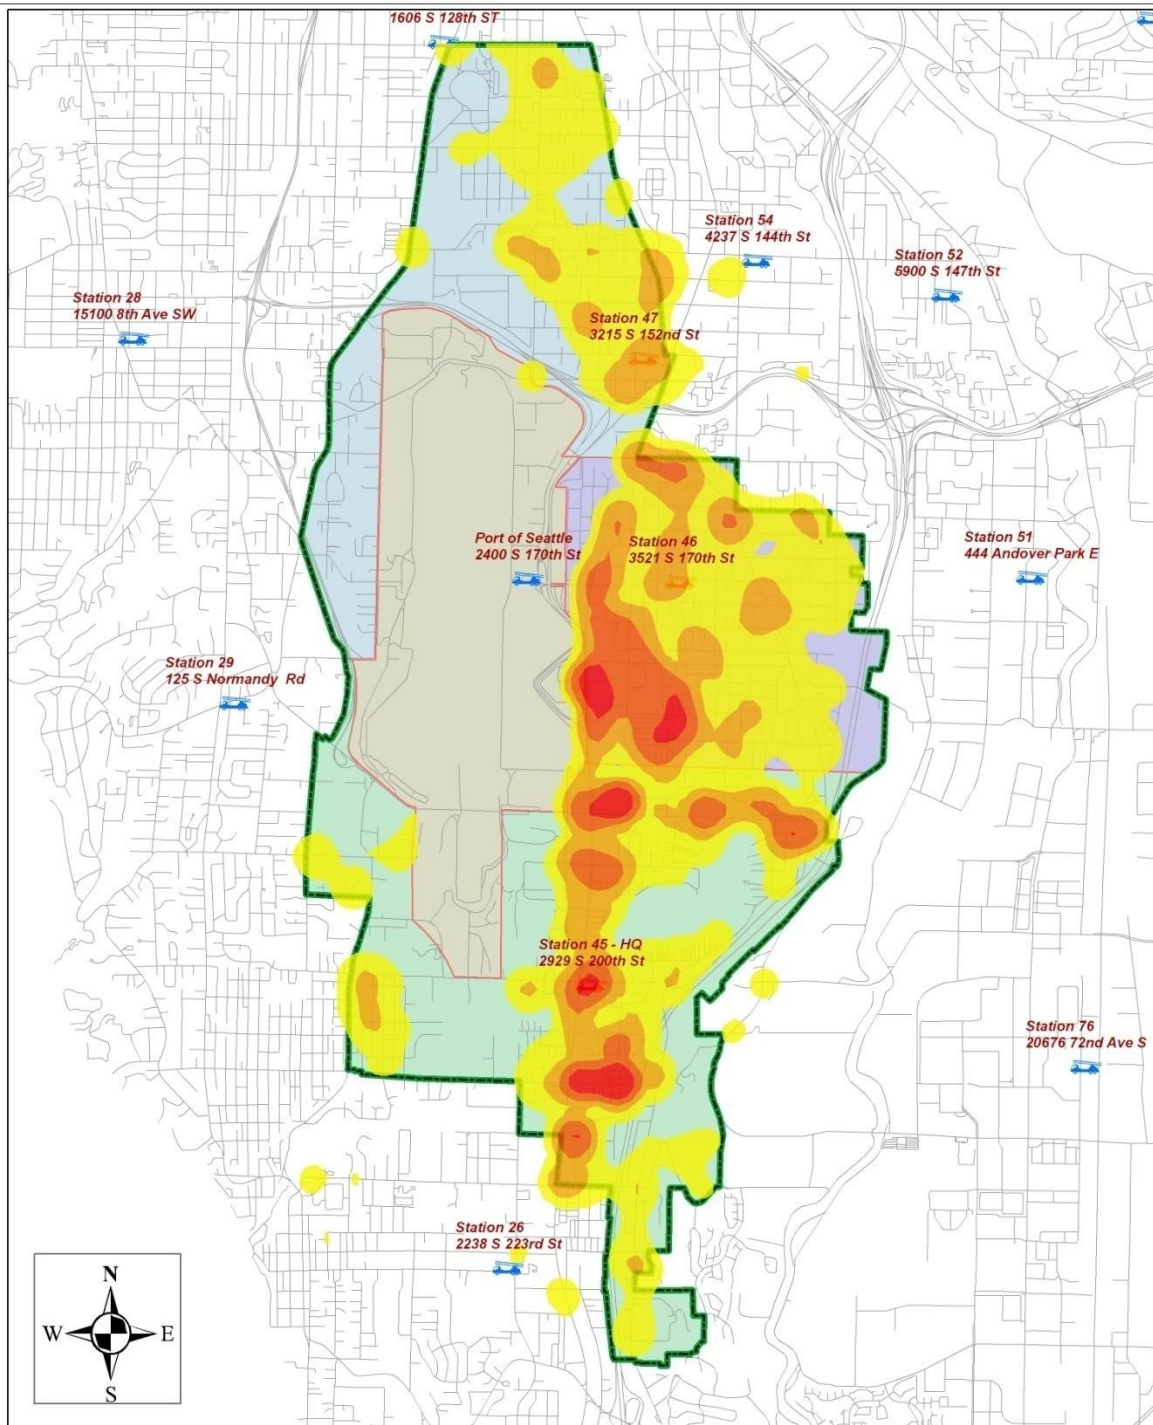 1606 S 128th ST
Station 54
4237 S 144th St
Station 52
5900 S 147th St
Station 28
15100 8th Ave SW
Station 47
3215 S 152nd St
Port of Seattle
2400 S 170th St
Station 46
3521 S 170th St
Station 51
444 Andover Park E
Station 29
125 S Normandy Rd
Station 45 - HQ
2929 S 200th St
Station 76
20676 72nd Ave S
Station 26
2238 S 223rd St
N
W E
S